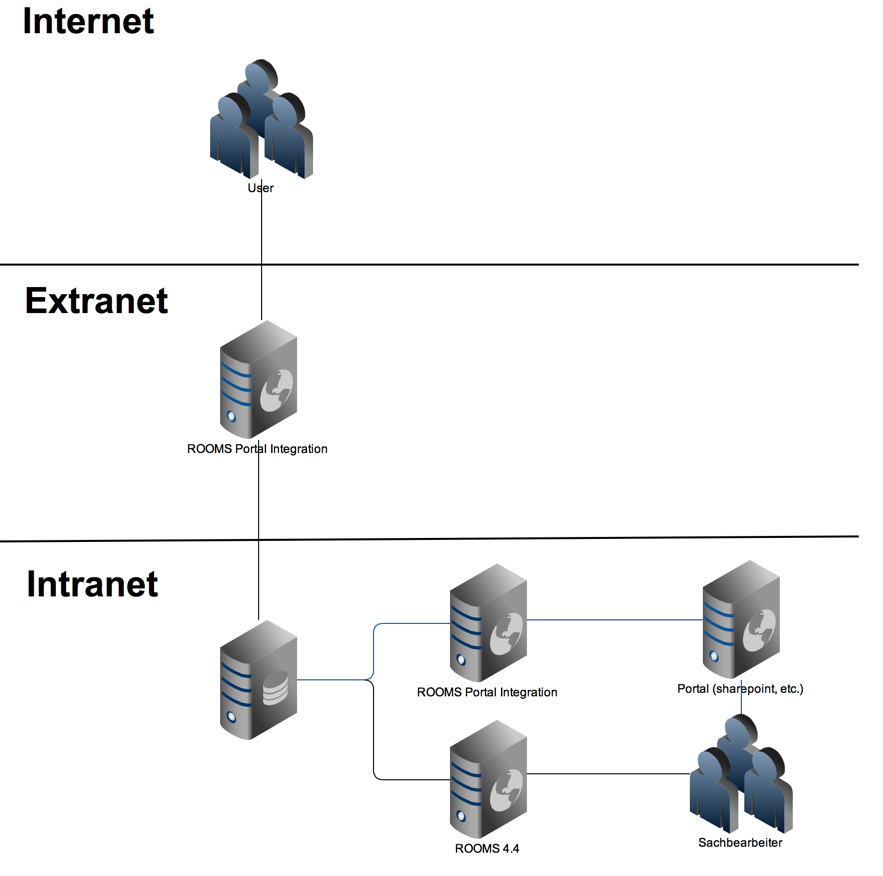 Internet
User
Extranet
ROOMS Portal Integration
Intranet
ROOMS Portal Integration
Portal (sharepoint, etc.)
ROOMS 4.4
Sachbearbeiter